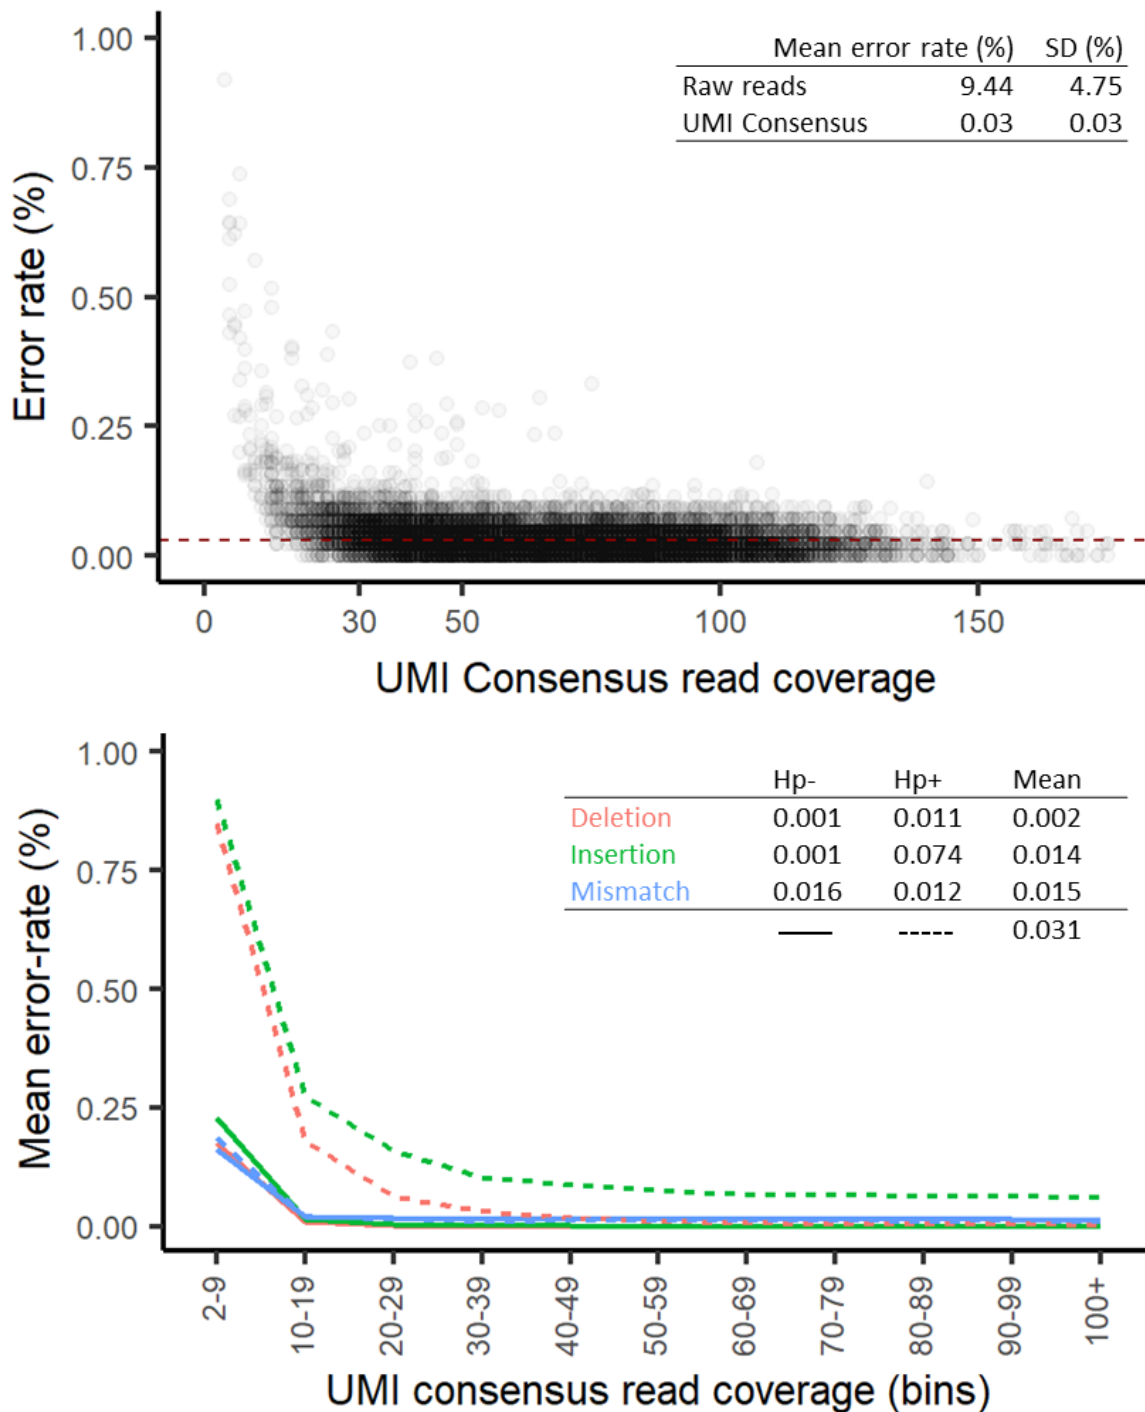 Mean error rate (%) SD (%)
Raw reads 9.44 4.75
UMI Consensus 0.03 0.03
Error rate (%)
1.00
0.75
0.50
0.25
0.00
0 30 50 100 150
UMI Consensus read coverage
Hp- Hp+ Mean
Deletion 0.001 0.011 0.002
Insertion 0.001 0.074 0.014
Mismatch 0.016 0.012 0.015
0.031
Mean error-rate (%)
1.00
0.75
0.50
0.25
0.00
2-9 10-19 20-29 30-39 40-49 50-59 60-69 70-79 80-89 90-99 100+
UMI consensus read coverage (bins)